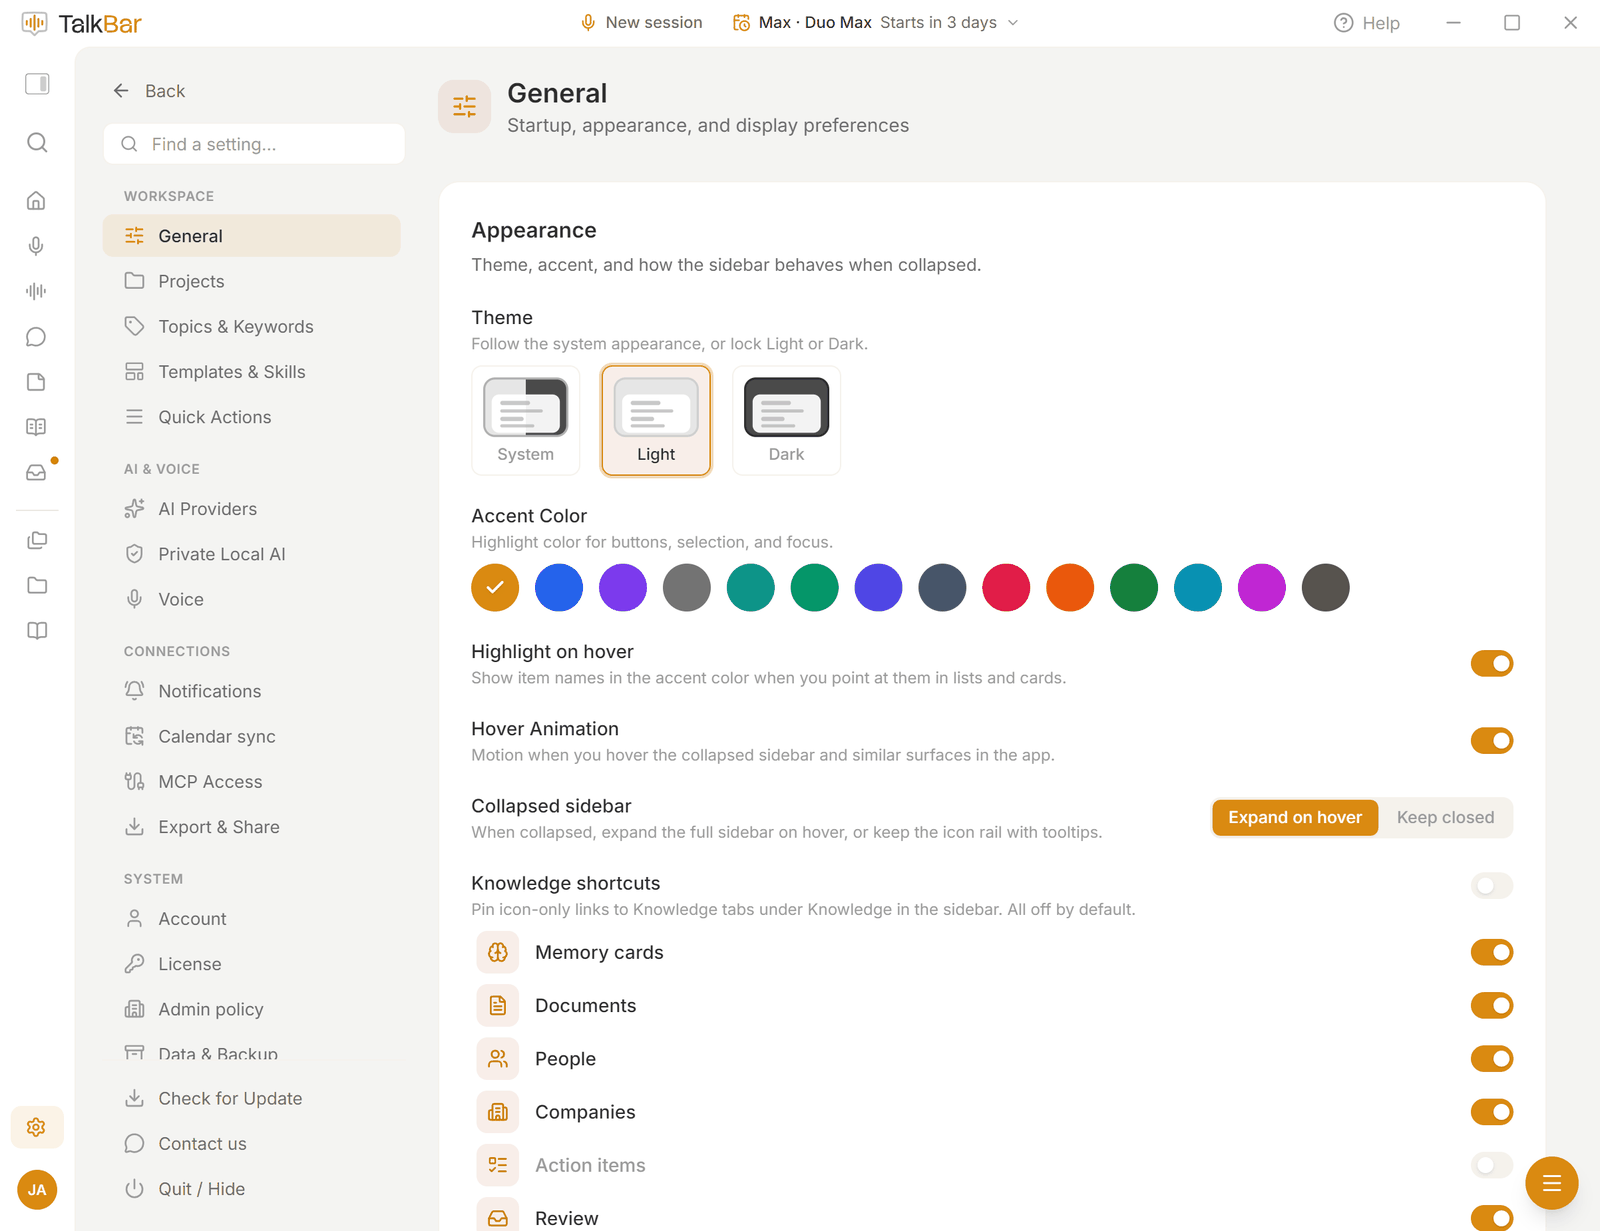 TalkBar
New session
Max · Duo Max Starts in 3 days
Help
Back
Find a setting...
WORKSPACE
General
Projects
Topics & Keywords
Templates & Skills
Quick Actions
AI & VOICE
AI Providers
Private Local AI
Voice
CONNECTIONS
Notifications
Calendar sync
MCP Access
Export & Share
SYSTEM
Account
License
Admin policy
Data & Backup
Check for Update
Contact us
Quit / Hide
JA
General
Startup, appearance, and display preferences
Appearance
Theme, accent, and how the sidebar behaves when collapsed.
Theme
Follow the system appearance, or lock Light or Dark.
System
Light
Dark
Accent Color
Highlight color for buttons, selection, and focus.
Highlight on hover
Show item names in the accent color when you point at them in lists and cards.
Hover Animation
Motion when you hover the collapsed sidebar and similar surfaces in the app.
Collapsed sidebar
When collapsed, expand the full sidebar on hover, or keep the icon rail with tooltips.
Expand on hover
Keep closed
Knowledge shortcuts
Pin icon-only links to Knowledge tabs under Knowledge in the sidebar. All off by default.
Memory cards
Documents
People
Companies
Action items
Review